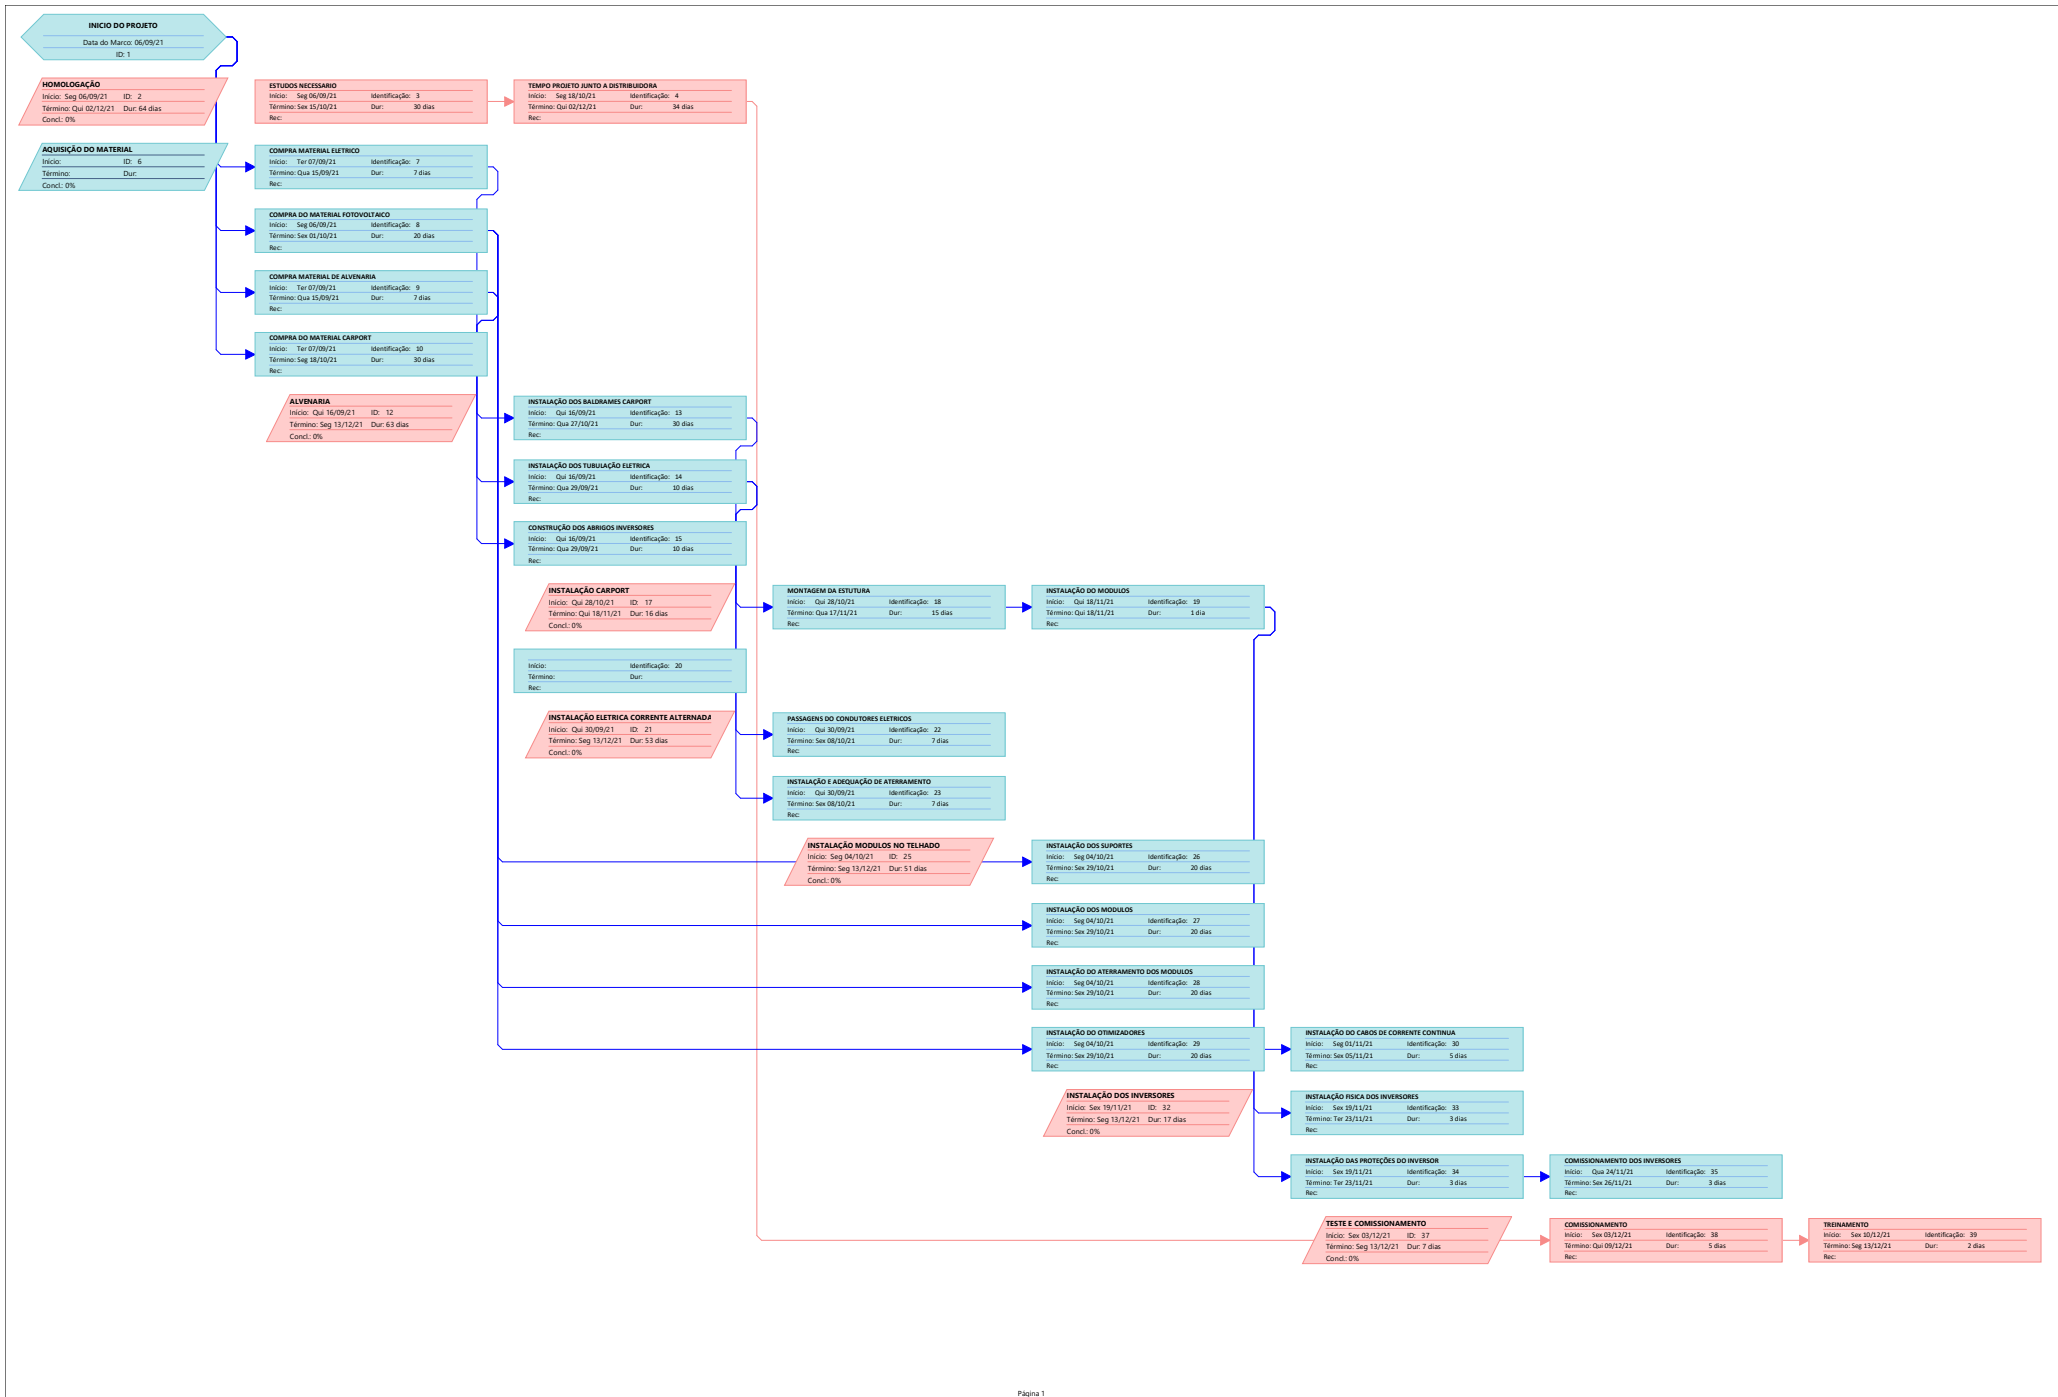 INICIO DO PROJETO
Data do Marco: 06/09/21
ID: 1
HOMOLOGAÇÃO
Início: Seg 06/09/21 ID: 2
Término: Qui 02/12/21 Dur: 64 dias
Concl.: 0%
ESTUDOS NECESSARIO
Início: Seg 06/09/21 Identificação: 3
Término: Sex 15/10/21 Dur: 30 dias
Rec:
TEMPO PROJETO JUNTO A DISTRIBUIDORA
Início: Seg 18/10/21 Identificação: 4
Término: Qui 02/12/21 Dur: 34 dias
Rec:
AQUISIÇÃO DO MATERIAL
Início: ID: 6
Término: Dur:
Concl.: 0%
COMPRA MATERIAL ELETRICO
Início: Ter 07/09/21 Identificação: 7
Término: Qua 15/09/21 Dur: 7 dias
Rec:
COMPRA DO MATERIAL FOTOVOLTAICO
Início: Seg 06/09/21 Identificação: 8
Término: Sex 01/10/21 Dur: 20 dias
Rec:
COMPRA MATERIAL DE ALVENARIA
Início: Ter 07/09/21 Identificação: 9
Término: Qua 15/09/21 Dur: 7 dias
Rec:
COMPRA DO MATERIAL CARPORT
Início: Ter 07/09/21 Identificação: 10
Término: Seg 18/10/21 Dur: 30 dias
Rec:
ALVENARIA
Início: Qui 16/09/21 ID: 12
Término: Seg 13/12/21 Dur: 63 dias
Concl.: 0%
INSTALAÇÃO DOS BALDRAMES CARPORT
Início: Qui 16/09/21 Identificação: 13
Término: Qua 27/10/21 Dur: 30 dias
Rec:
INSTALAÇÃO DOS TUBULAÇÃO ELETRICA
Início: Qui 16/09/21 Identificação: 14
Término: Qua 29/09/21 Dur: 10 dias
Rec:
CONSTRUÇÃO DOS ABRIGOS INVERSORES
Início: Qui 16/09/21 Identificação: 15
Término: Qua 29/09/21 Dur: 10 dias
Rec:
INSTALAÇÃO CARPORT
Início: Qui 28/10/21 ID: 17
Término: Qui 18/11/21 Dur: 16 dias
Concl.: 0%
MONTAGEM DA ESTUTURA
Início: Qui 28/10/21 Identificação: 18
Término: Qua 17/11/21 Dur: 15 dias
Rec:
INSTALAÇÃO DO MODULOS
Início: Qui 18/11/21 Identificação: 19
Término: Qui 18/11/21 Dur: 1 dia
Rec:
Início: Identificação: 20
Término: Dur:
Rec:
INSTALAÇÃO ELETRICA CORRENTE ALTERNADA
Início: Qui 30/09/21 ID: 21
Término: Seg 13/12/21 Dur: 53 dias
Concl.: 0%
PASSAGENS DO CONDUTORES ELETRICOS
Início: Qui 30/09/21 Identificação: 22
Término: Sex 08/10/21 Dur: 7 dias
Rec:
INSTALAÇÃO E ADEQUAÇÃO DE ATERRAMENTO
Início: Qui 30/09/21 Identificação: 23
Término: Sex 08/10/21 Dur: 7 dias
Rec:
INSTALAÇÃO MODULOS NO TELHADO
Início: Seg 04/10/21 ID: 25
Término: Seg 13/12/21 Dur: 51 dias
Concl.: 0%
INSTALAÇÃO DOS SUPORTES
Início: Seg 04/10/21 Identificação: 26
Término: Sex 29/10/21 Dur: 20 dias
Rec:
INSTALAÇÃO DOS MODULOS
Início: Seg 04/10/21 Identificação: 27
Término: Sex 29/10/21 Dur: 20 dias
Rec:
INSTALAÇÃO DO ATERRAMENTO DOS MODULOS
Início: Seg 04/10/21 Identificação: 28
Término: Sex 29/10/21 Dur: 20 dias
Rec:
INSTALAÇÃO DO OTIMIZADORES
Início: Seg 04/10/21 Identificação: 29
Término: Sex 29/10/21 Dur: 20 dias
Rec:
INSTALAÇÃO DO CABOS DE CORRENTE CONTINUA
Início: Seg 01/11/21 Identificação: 30
Término: Sex 05/11/21 Dur: 5 dias
Rec:
INSTALAÇÃO DOS INVERSORES
Início: Sex 19/11/21 ID: 32
Término: Seg 13/12/21 Dur: 17 dias
Concl.: 0%
INSTALAÇÃO FISICA DOS INVERSORES
Início: Sex 19/11/21 Identificação: 33
Término: Ter 23/11/21 Dur: 3 dias
Rec:
INSTALAÇÃO DAS PROTEÇÕES DO INVERSOR
Início: Sex 19/11/21 Identificação: 34
Término: Ter 23/11/21 Dur: 3 dias
Rec:
COMISSIONAMENTO DOS INVERSORES
Início: Qua 24/11/21 Identificação: 35
Término: Sex 26/11/21 Dur: 3 dias
Rec:
TESTE E COMISSIONAMENTO
Início: Sex 03/12/21 ID: 37
Término: Seg 13/12/21 Dur: 7 dias
Concl.: 0%
COMISSIONAMENTO
Início: Sex 03/12/21 Identificação: 38
Término: Qui 09/12/21 Dur: 5 dias
Rec:
TREINAMENTO
Início: Sex 10/12/21 Identificação: 39
Término: Seg 13/12/21 Dur: 2 dias
Rec:
Página 1